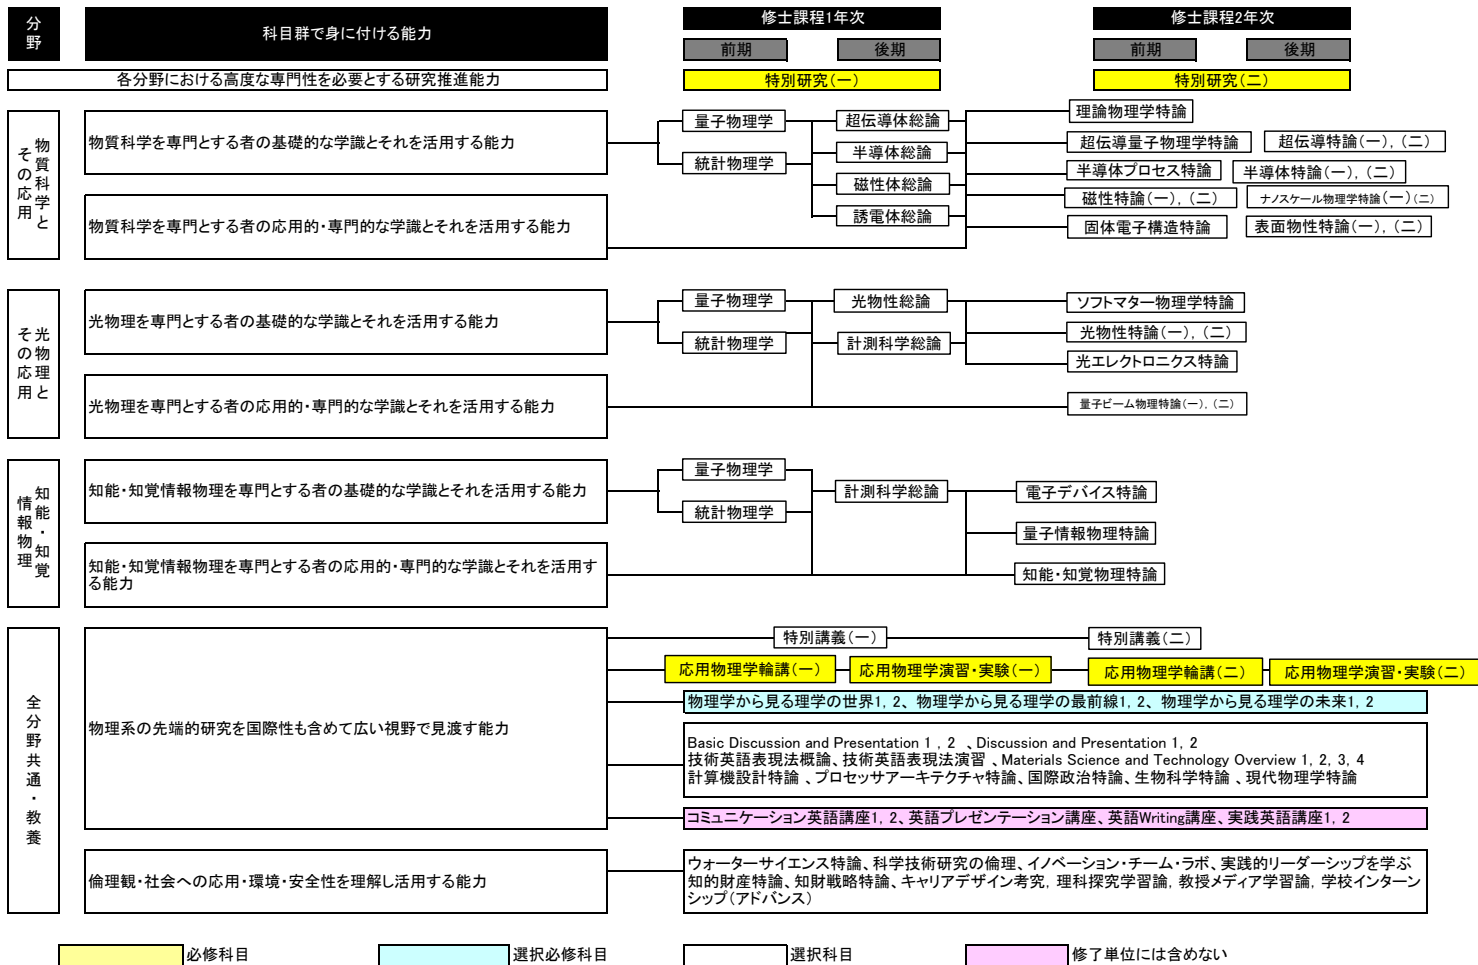 分野
科目群で身に付ける能力
修士課程1年次
修士課程2年次
前期
後期
前期
後期
各分野における高度な専門性を必要とする研究推進能力
特別研究(一)
特別研究(二)
物質科学と
その応用
物質科学を専門とする者の基礎的な学識とそれを活用する能力
物質科学を専門とする者の応用的・専門的な学識とそれを活用する能力
量子物理学
統計物理学
超伝導体総論
半導体総論
磁性体総論
誘電体総論
理論物理学特論
超伝導量子物理学特論
超伝導特論(一), (二)
半導体プロセス特論
半導体特論(一), (二)
磁性特論(一), (二)
ナノスケール物理学特論(一)(二)
固体電子構造特論
表面物性特論(一), (二)
光物理と
その応用
光物理を専門とする者の基礎的な学識とそれを活用する能力
光物理を専門とする者の応用的・専門的な学識とそれを活用する能力
量子物理学
統計物理学
光物性総論
計測科学総論
ソフトマター物理学特論
光物性特論(一), (二)
光エレクトロニクス特論
量子ビーム物理特論(一), (二)
知能・知覚
情報物理
知能・知覚情報物理を専門とする者の基礎的な学識とそれを活用する能力
知能・知覚情報物理を専門とする者の応用的・専門的な学識とそれを活用す
る能力
量子物理学
統計物理学
計測科学総論
電子デバイス特論
量子情報物理特論
知能・知覚物理特論
全分野共通・教養
物理系の先端的研究を国際性も含めて広い視野で見渡す能力
特別講義(一)
特別講義(二)
応用物理学輪講(一)
応用物理学演習・実験(一)
応用物理学輪講(二)
応用物理学演習・実験(二)
物理学から見る理学の世界1, 2、物理学から見る理学の最前線1, 2、物理学から見る理学の未来1, 2
Basic Discussion and Presentation 1 , 2 、Discussion and Presentation 1, 2
技術英語表現法概論、技術英語表現法演習 、Materials Science and Technology Overview 1, 2, 3, 4
計算機設計特論 、プロセッサアーキテクチャ特論、国際政治特論、生物科学特論 、現代物理学特論
コミュニケーション英語講座1, 2、英語プレゼンテーション講座、英語Writing講座、実践英語講座1, 2
倫理観・社会への応用・環境・安全性を理解し活用する能力
ウォーターサイエンス特論、科学技術研究の倫理、イノベーション・チーム・ラボ、実践的リーダーシップを学ぶ
知的財産特論、知財戦略特論、キャリアデザイン考究, 理科探究学習論, 教授メディア学習論, 学校インターン
シップ(アドバンス)
必修科目
選択必修科目
選択科目
修了単位には含めない